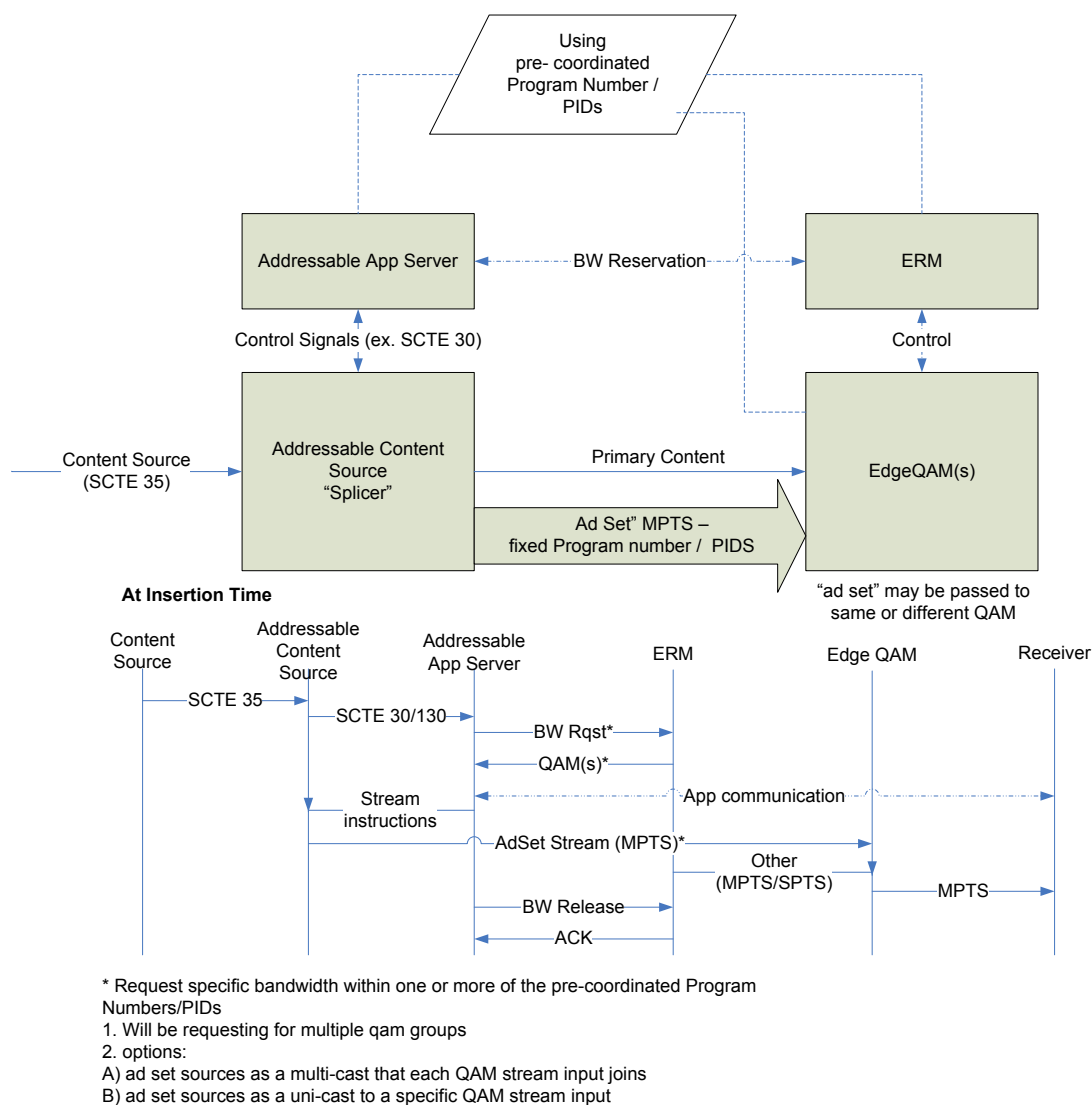 Using
pre- coordinated
Program Number /
PIDs
Addressable App Server
BW Reservation
ERM
Control Signals (ex. SCTE 30)
Control
Content Source
(SCTE 35)
Addressable Content
Source
“Splicer”
Primary Content
EdgeQAM(s)
Ad Set” MPTS –
fixed Program number /  PIDS
At Insertion Time
“ad set” may be passed to
same or different QAM
Content
Source
Addressable
Content
Source
Addressable
App Server
ERM
Edge QAM
Receiver
SCTE 35
SCTE 30/130
BW Rqst*
QAM(s)*
App communication
Stream
instructions
AdSet Stream (MPTS)*
Other
(MPTS/SPTS)
MPTS
BW Release
ACK
* Request specific bandwidth within one or more of the pre-coordinated Program
Numbers/PIDs
1. Will be requesting for multiple qam groups
2. options:
A) ad set sources as a multi-cast that each QAM stream input joins
B) ad set sources as a uni-cast to a specific QAM stream input